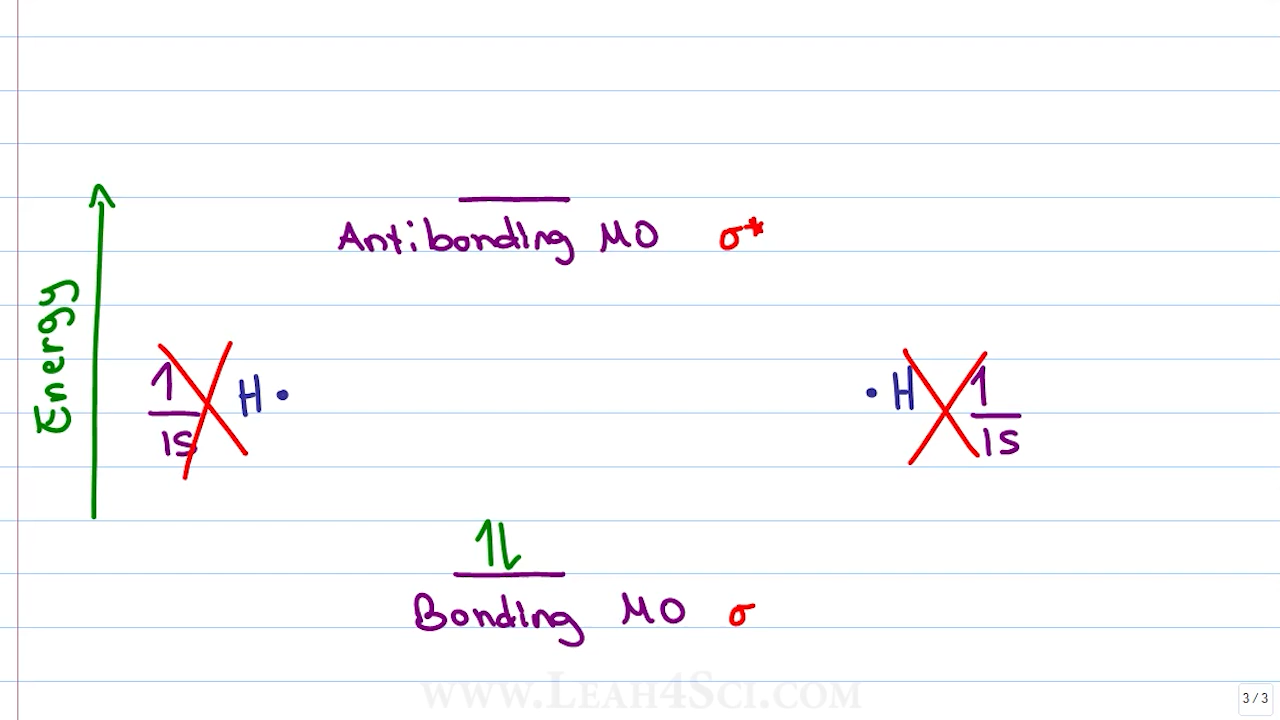 Antibonding MO σ*
Energy
1 H • • H 1
1s 1s
1L
Bonding MO σ
www.Leah4Sci.com
3 / 3